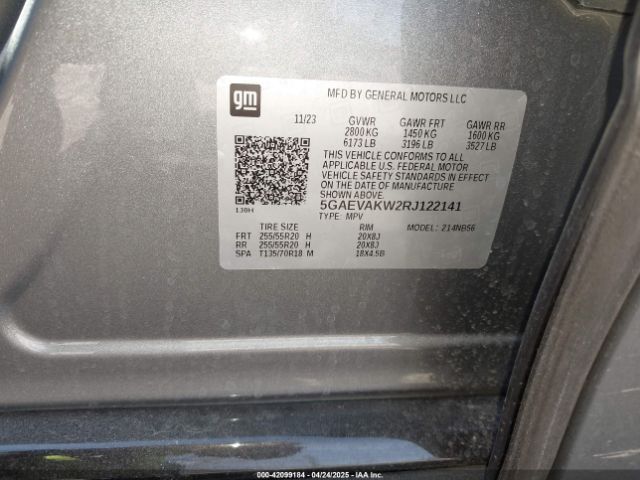 gm
MFD BY GENERAL MOTORS LLC
11/23 GVWR GAWR FRT GAWR RR
2800 KG 1450 KG 1600 KG
6173 LB 3196 LB 3527 LB
THIS VEHICLE CONFORMS TO ALL
APPLICABLE U.S. FEDERAL MOTOR
VEHICLE SAFETY STANDARDS IN EFFECT
ON THE DATE OF MANUFACTURE
SHOWN ABOVE.
5GAEVAKW2RJ122141
TYPE: MPV MODEL: 214NB56
TIRE SIZE RIM
FRT 255/55R20 H 20X8J
RR 255/55R20 H 20X8J
SPA T135/70R18 M 18X4.5B
000-42099184 - 04/24/2025 - IAA, Inc.